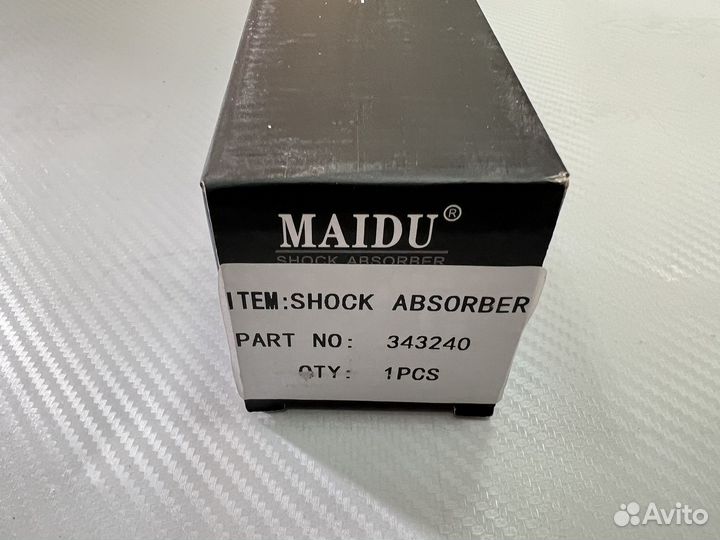 MAIDU®
SHOCK ABSORBER
ITEM:SHOCK ABSORBER
PART NO: 343240
QTY: 1PCS
Avito